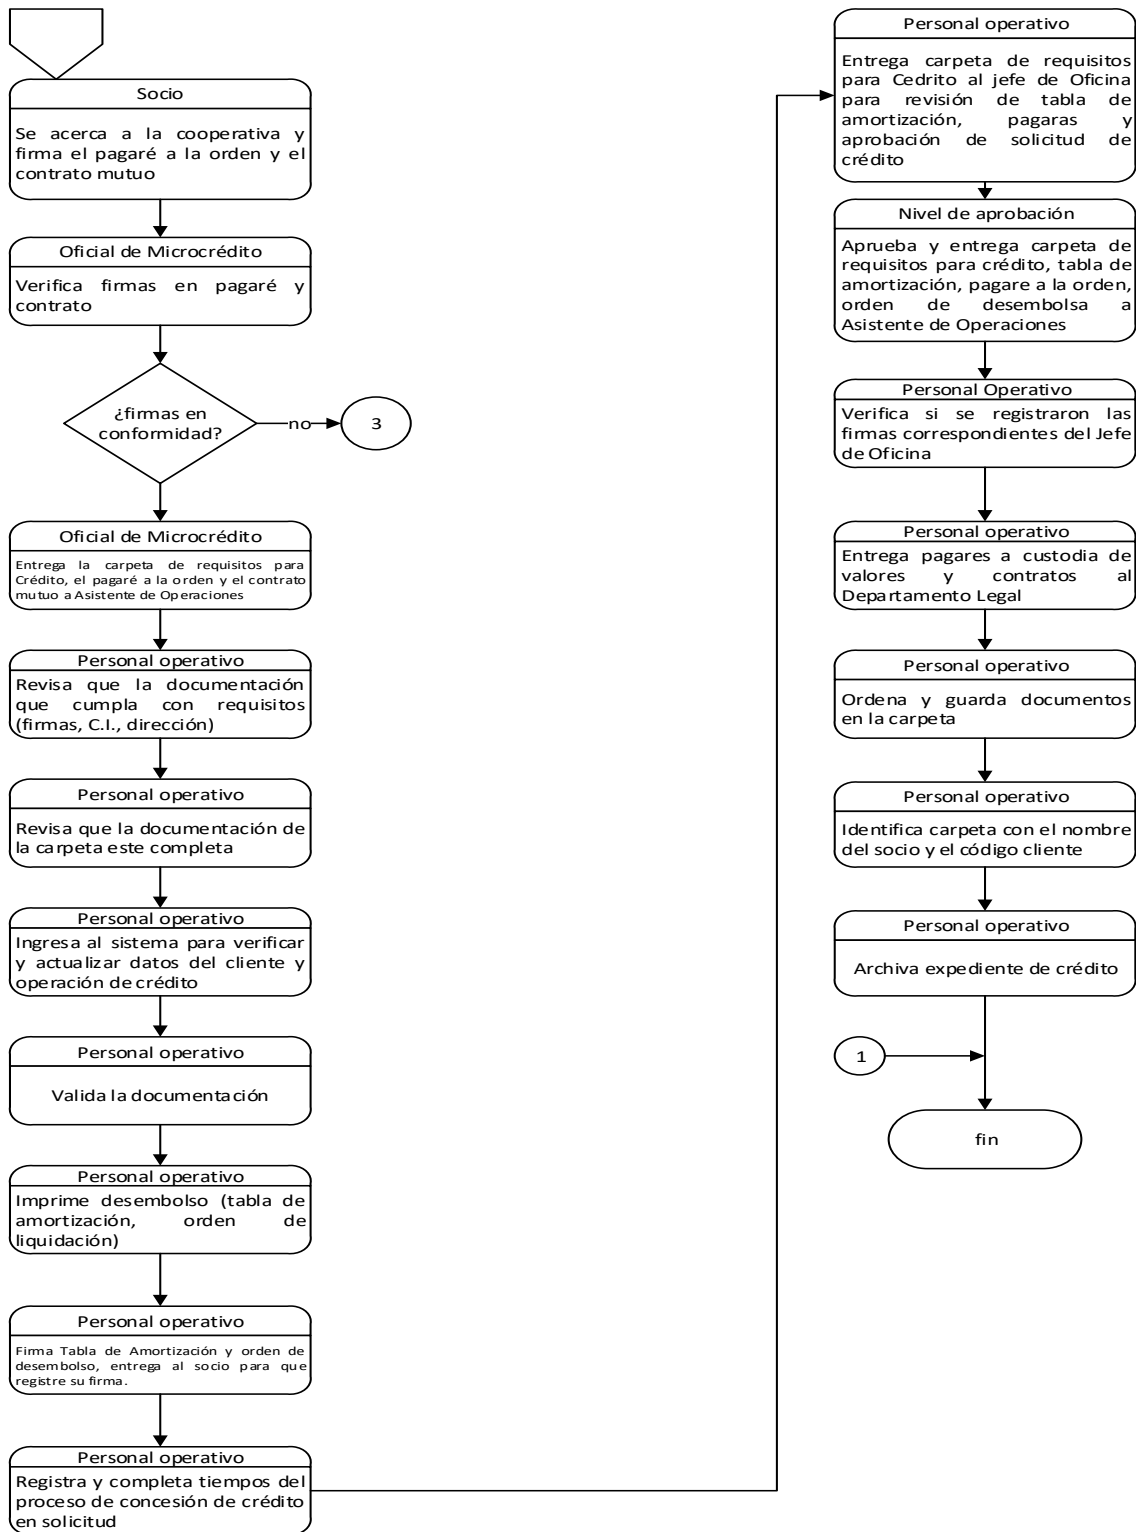 Socio
Se acerca a la cooperativa y
firma el pagaré a la orden y el
contrato mutuo
Oficial de Microcrédito
Verifica firmas en pagaré y
contrato
¿firmas en
conformidad?
no
3
Oficial de Microcrédito
Entrega la carpeta de requisitos para
Crédito, el pagaré a la orden y el contrato
mutuo a Asistente de Operaciones
Personal operativo
Revisa que la documentación
que cumpla con requisitos
(firmas, C.I., dirección)
Personal operativo
Revisa que la documentación de
la carpeta este completa
Personal operativo
Ingresa al sistema para verificar
y actualizar datos del cliente y
operación de crédito
Personal operativo
Valida la documentación
Personal operativo
Imprime desembolso (tabla de
amortización, orden de
liquidación)
Personal operativo
Firma Tabla de Amortización y orden de
desembolso, entrega al socio para que
registre su firma.
Personal operativo
Registra y completa tiempos del
proceso de concesión de crédito
en solicitud
Personal operativo
Entrega carpeta de requisitos
para Cedrito al jefe de Oficina
para revisión de tabla de
amortización, pagaras y
aprobación de solicitud de
crédito
Nivel de aprobación
Aprueba y entrega carpeta de
requisitos para crédito, tabla de
amortización, pagare a la orden,
orden de desembolsa a
Asistente de Operaciones
Personal Operativo
Verifica si se registraron las
firmas correspondientes del Jefe
de Oficina
Personal operativo
Entrega pagares a custodia de
valores y contratos al
Departamento Legal
Personal operativo
Ordena y guarda documentos
en la carpeta
Personal operativo
Identifica carpeta con el nombre
del socio y el código cliente
Personal operativo
Archiva expediente de crédito
1
fin